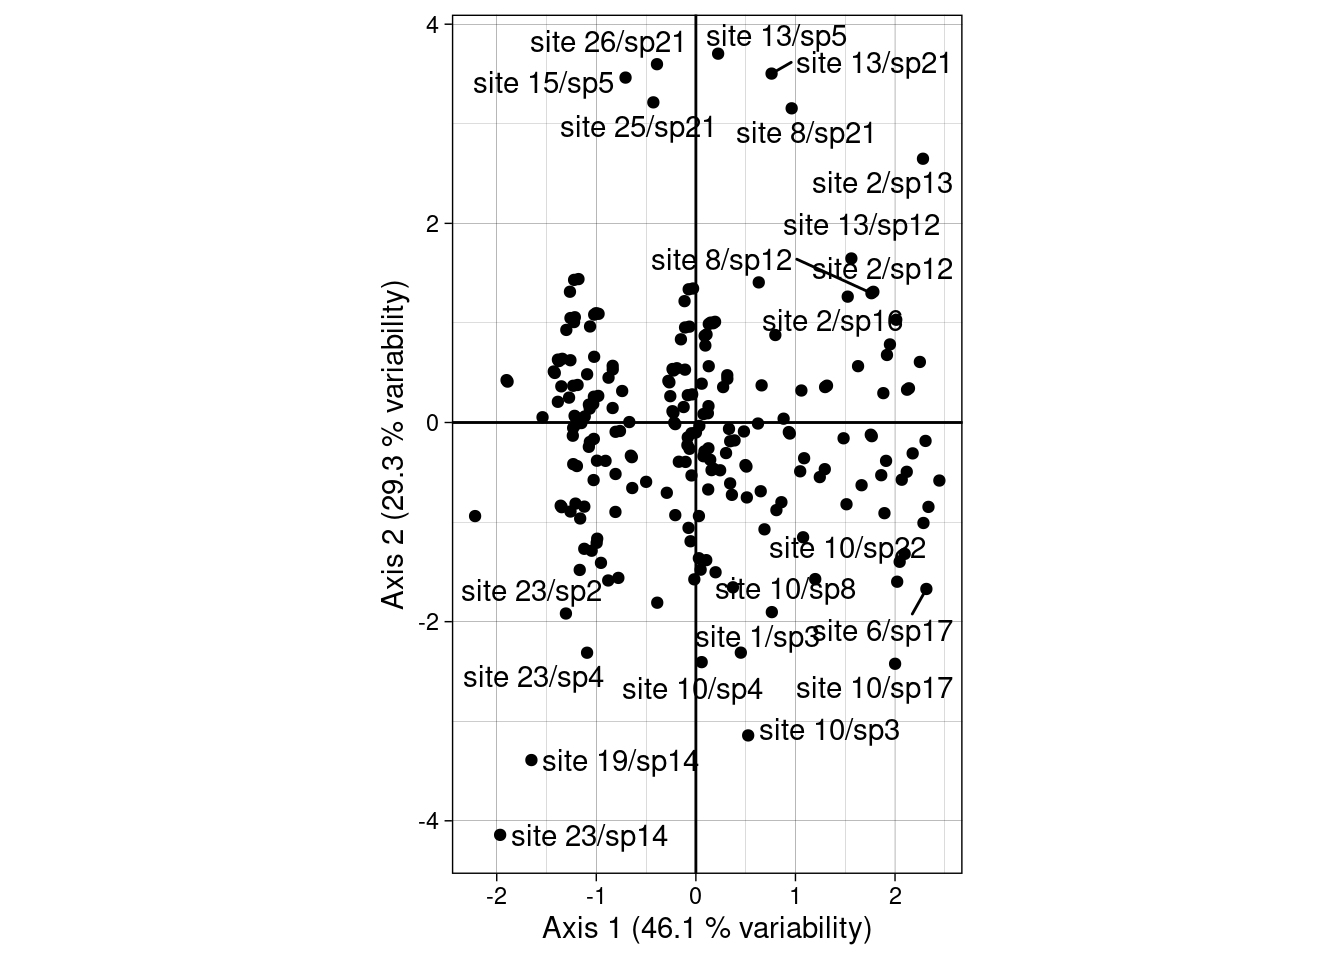 site 26/sp21
site 13/sp5
site 13/sp21
site 15/sp5
site 25/sp21
site 8/sp21
site 2/sp13
site 13/sp12
site 8/sp12
site 2/sp12
site 2/sp16
site 10/sp22
site 23/sp2
site 10/sp8
site 1/sp3
site 6/sp17
site 23/sp4
site 10/sp4
site 10/sp17
site 10/sp3
site 19/sp14
site 23/sp14
4
2
0
-2
-4
Axis 2 (29.3 % variability)
-2 -1 0 1 2
Axis 1 (46.1 % variability)